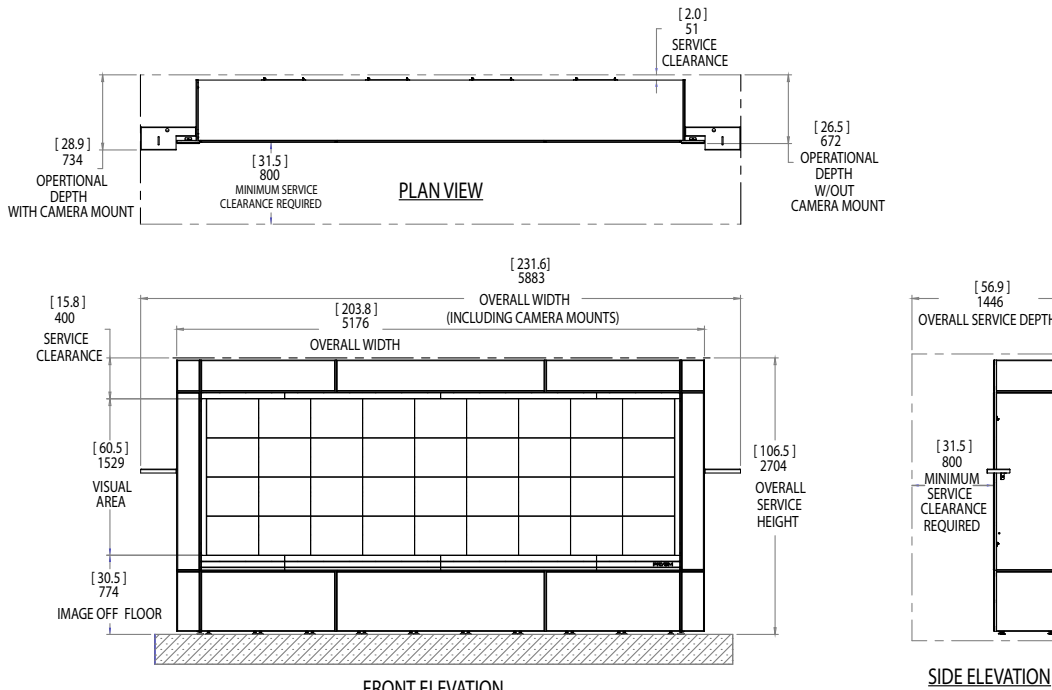 [ 2.0 ]
51
SERVICE
CLEARANCE
[ 28.9 ]
734
OPERTIONAL
DEPTH
WITH CAMERA MOUNT
[ 31.5 ]
800
MINIMUM SERVICE
CLEARANCE REQUIRED
PLAN VIEW
[ 26.5 ]
672
OPERATIONAL
DEPTH
W/OUT
CAMERA MOUNT
[ 231.6]
5883
OVERALL WIDTH
(INCLUDING CAMERA MOUNTS)
[ 203.8 ]
5176
OVERALL WIDTH
[ 15.8 ]
400
SERVICE
CLEARANCE
[ 60.5 ]
1529
VISUAL
AREA
[ 30.5 ]
774
IMAGE OFF FLOOR
[ 106.5 ]
2704
OVERALL
SERVICE
HEIGHT
PRYSM
FRONT ELEVATION
[ 56.9 ]
1446
OVERALL SERVICE DEPTH
[ 31.5 ]
800
MINIMUM
SERVICE
CLEARANCE
REQUIRED
SIDE ELEVATION